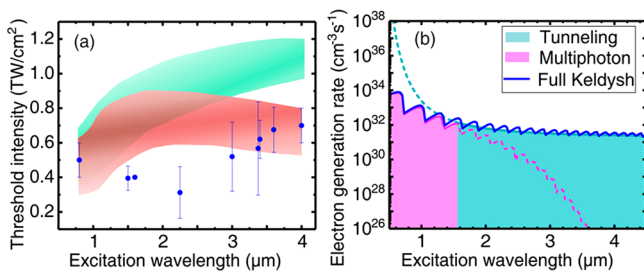 (a)
Threshold intensity (TW/cm²)
1.2
1.0
0.8
0.6
0.4
0.2
1
2
3
4
Excitation wavelength (μm)
(b)
Electron generation rate (cm⁻³s⁻¹)
10³⁸
10³⁶
10³⁴
10³²
10³⁰
10²⁸
10²⁶
Tunneling
Multiphoton
Full Keldysh
1
2
3
4
Excitation wavelength (μm)